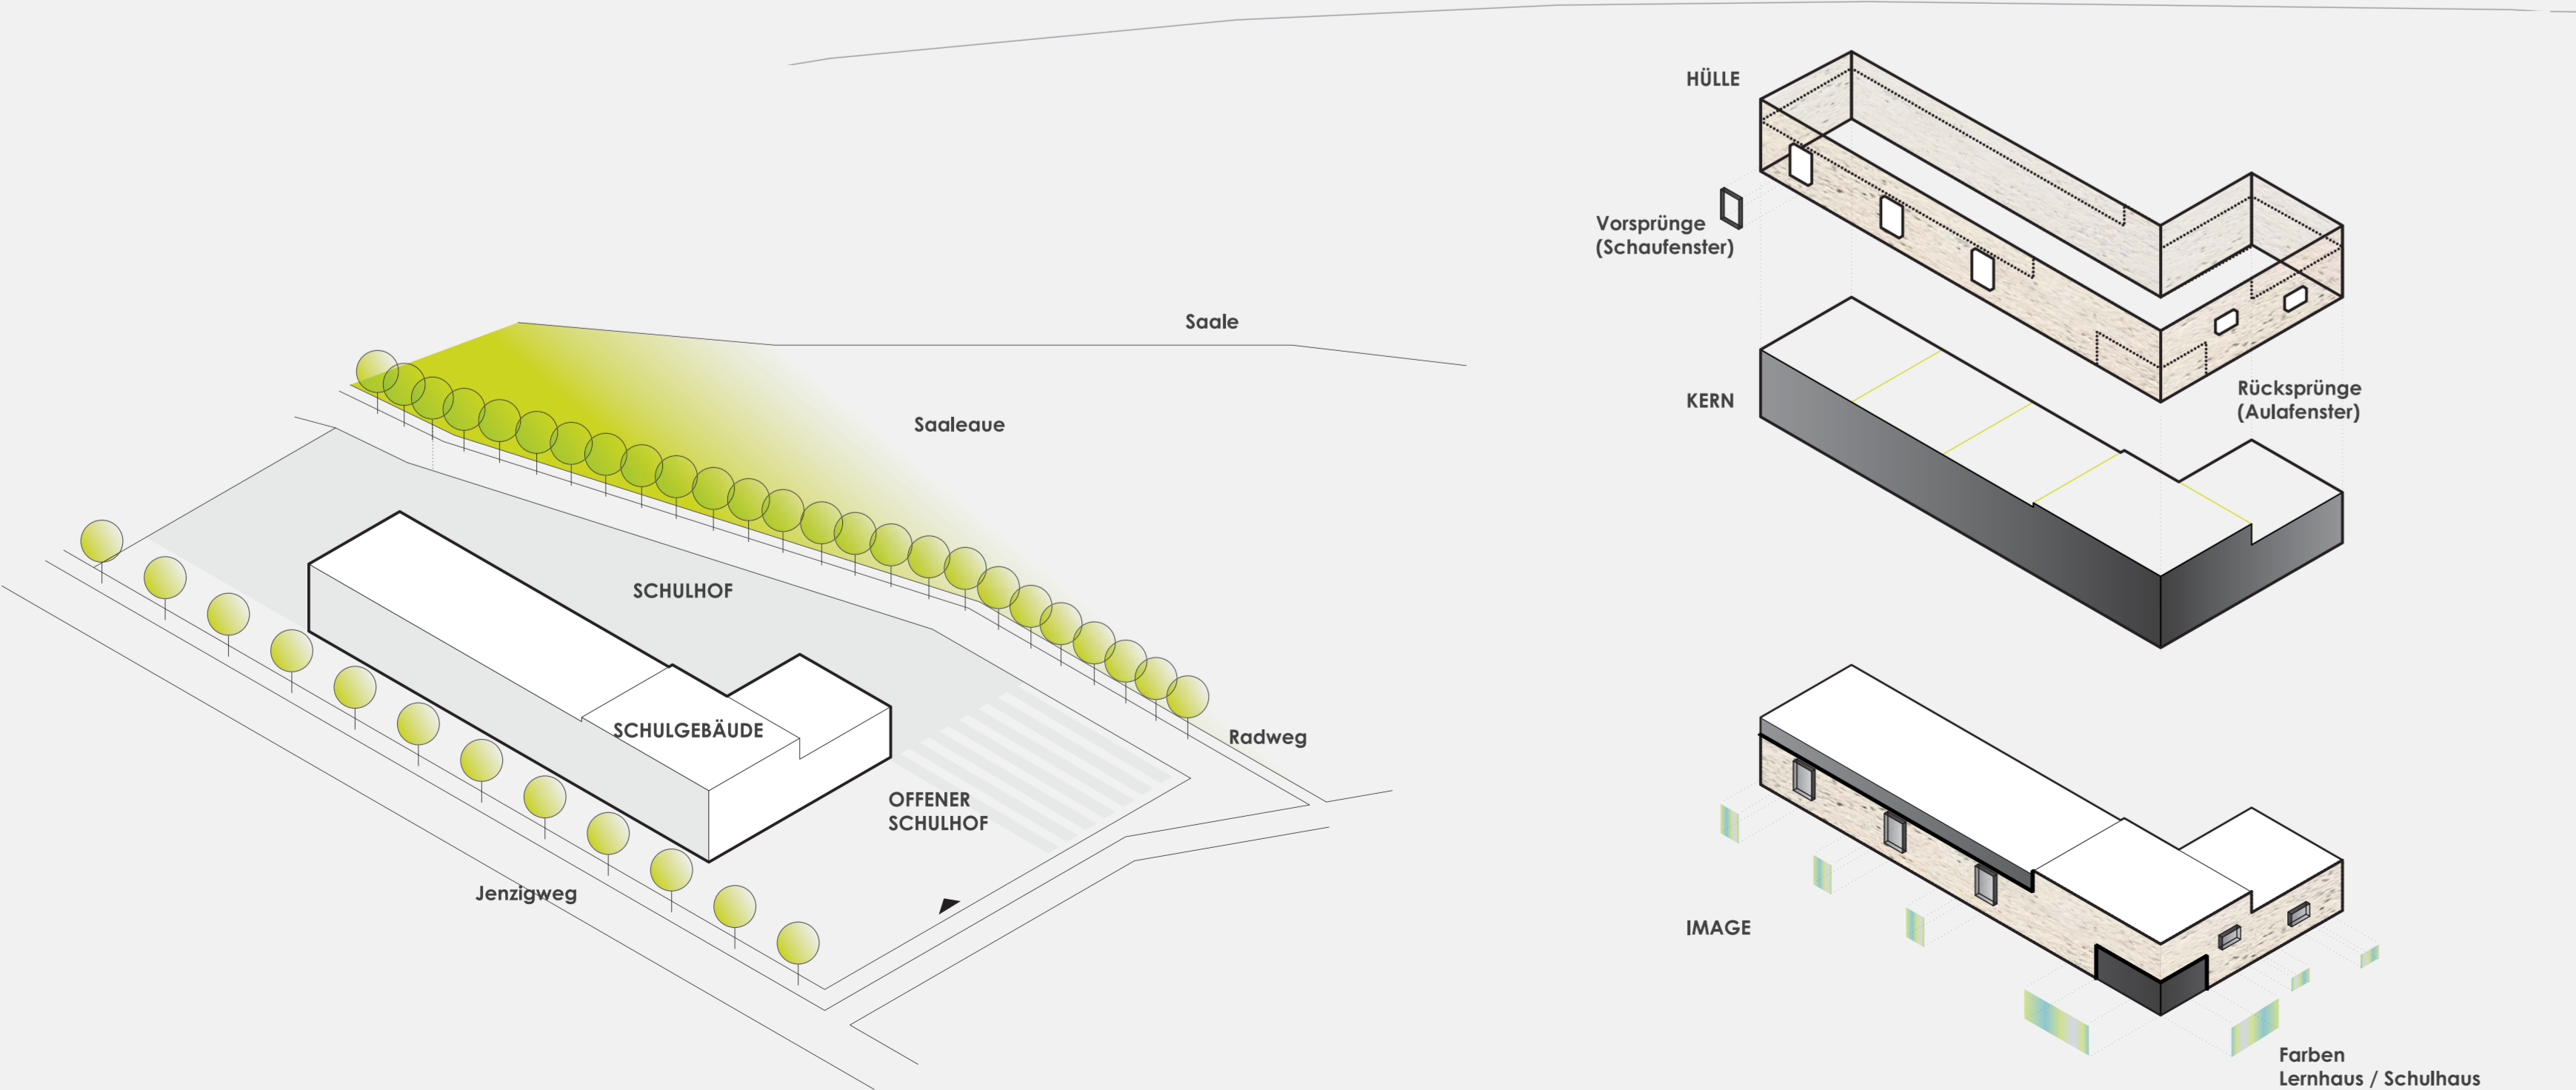 Saale
Saaleaue
SCHULHOF
SCHULGEBÄUDE
Radweg
OFFENER
SCHULHOF
Jenzigweg
HÜLLE
Vorsprünge
(Schaufenster)
KERN
Rücksprünge
(Aulafenster)
IMAGE
Farben
Lernhaus / Schulhaus